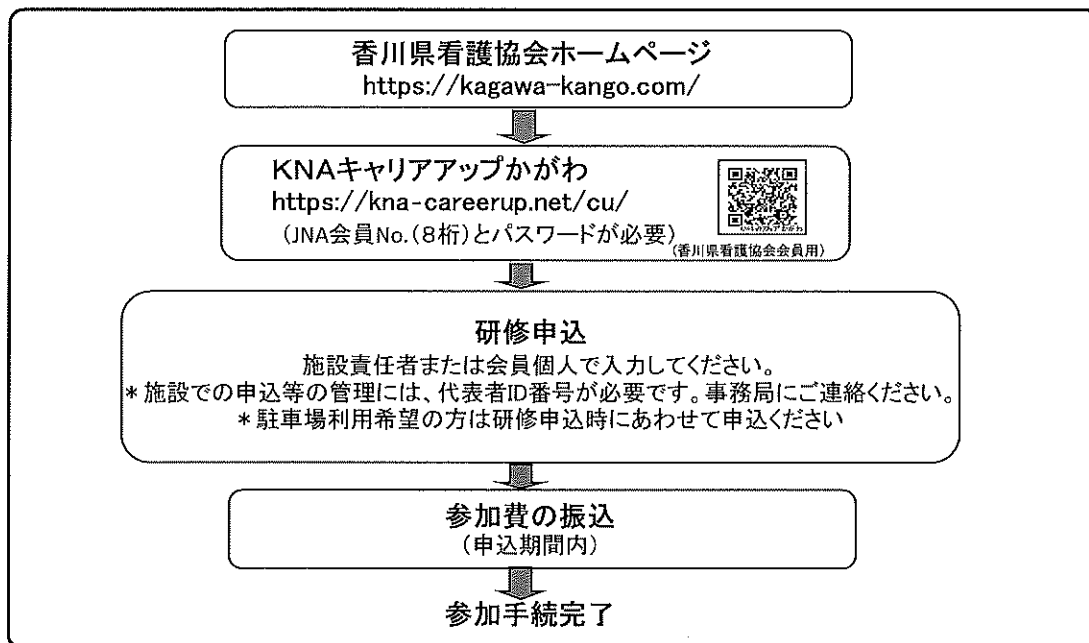 香川県看護協会ホームページ
https://kagawa-kango.com/
KNAキャリアアップかがわ
https://kna-careerup.net/cu/
（JNA会員No.（8桁）とパスワードが必要）
（香川県看護協会会員用）
研修申込
施設責任者または会員個人で入力してください。
＊施設での申込等の管理には、代表者ID番号が必要です。事務局にご連絡ください。
＊駐車場利用希望の方は研修申込時にあわせて申込ください
参加費の振込
（申込期間内）
参加手続完了